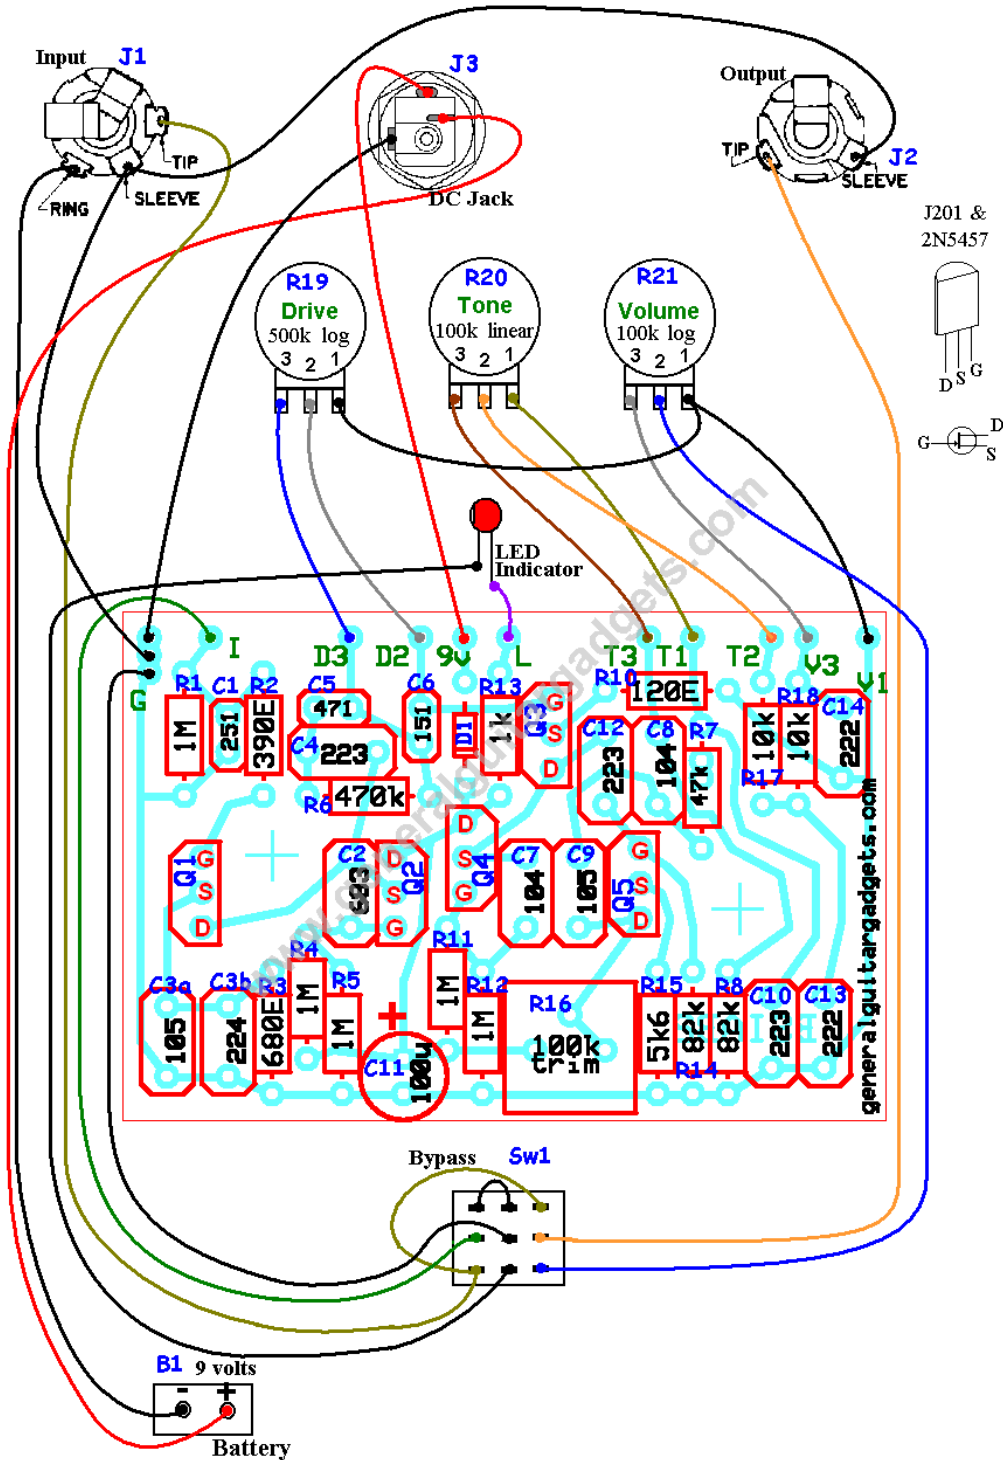 Input
J1
TIP
RING
SLEEVE
J3
DC Jack
Output
TIP
SLEEVE
J2
J201 &
2N5457
D S G
G
D
S
R19
Drive
500k log
3 2 1
R20
Tone
100k linear
3 2 1
R21
Volume
100k log
3 2 1
LED
Indicator
I
D3
D2
9V
L
T3
T1
T2
V3
V1
G
R1
1M
C1
251
R2
390E
C5
471
C4
223
R6
470k
C6
151
D1
R13
1k
Q3
G
S
D
R10
120E
C12
223
C8
104
R7
47k
R17
10k
R18
10k
C14
222
Q1
G
S
D
C2
603
Q2
D
S
G
Q4
D
S
G
C7
104
C9
105
Q5
G
S
D
C3a
105
C3b
224
R3
680E
R4
1M
R5
1M
+
C11
100u
R11
1M
R12
1M
R16
100k
trim
R15
5k6
R14
82k
R8
82k
C10
223
C13
222
generalguitargadgets.com
www.generalguitargadgets.com
Bypass
Sw1
B1
9 volts
- +
Battery